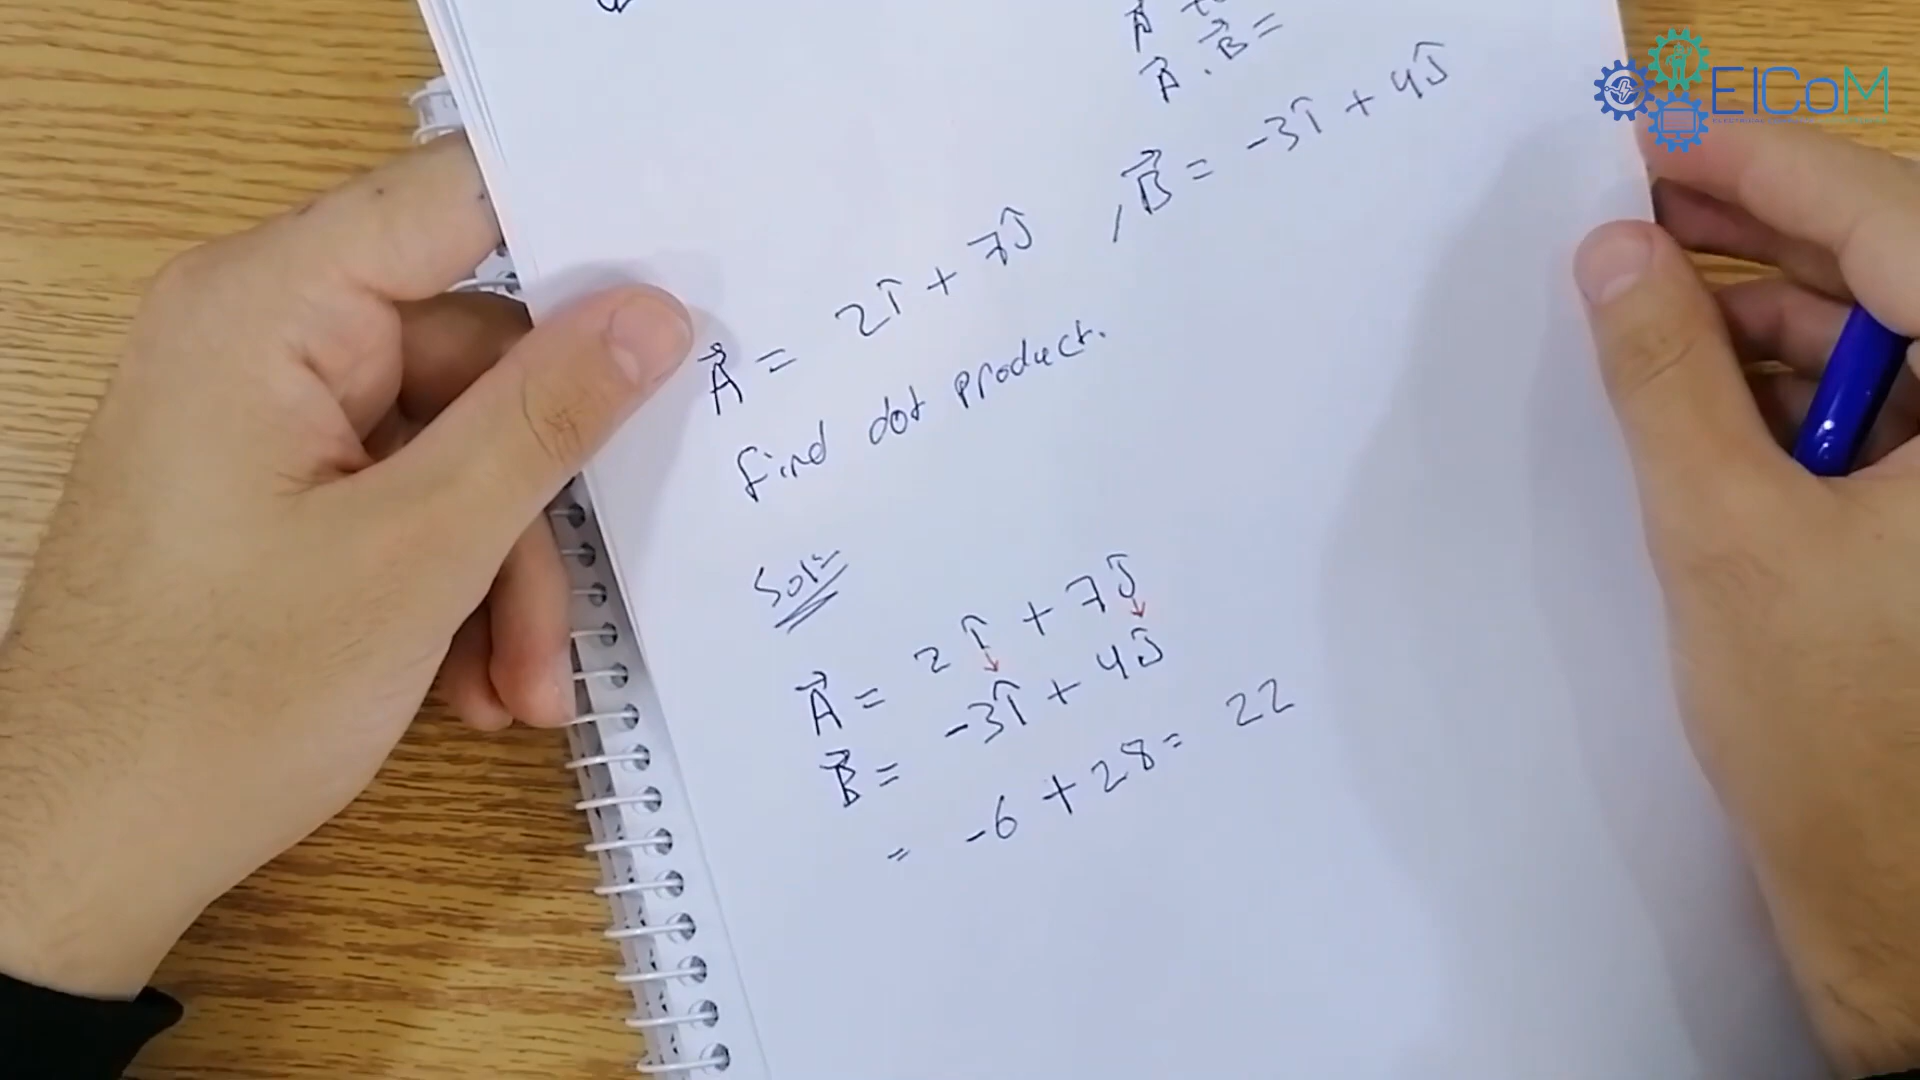 A⃗ . B⃗ =
A⃗ = 2î + 7ĵ , B⃗ = -3î + 4ĵ
Find dot product.
Sol:
A⃗ = 2î + 7ĵ
B⃗ = -3î + 4ĵ
= -6 + 28 = 22
EICoM